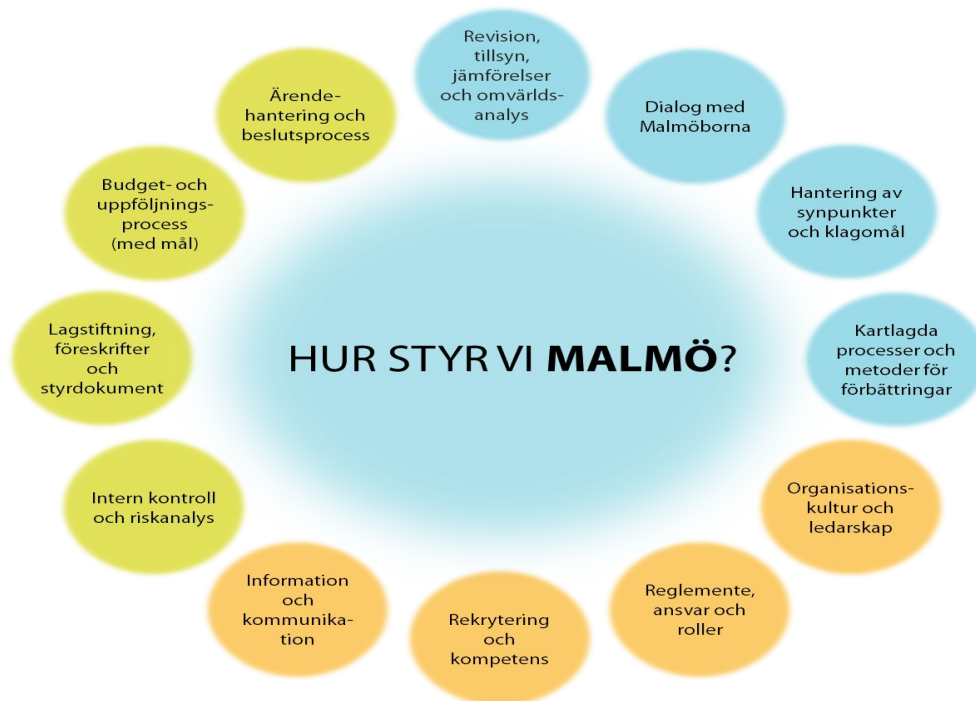 Revision,
tillsyn,
jämförelser
och omvärlds-
analys
Dialog med
Malmöborna
Hantering av
synpunkter
och klagomål
Kartlagda
processer och
metoder för
förbättringar
Organisations-
kultur och
ledarskap
Reglemente,
ansvar och
roller
Rekrytering
och
kompetens
Information
och
kommunika-
tion
Intern kontroll
och riskanalys
Lagstiftning,
föreskrifter
och
styrdokument
Budget- och
uppföljnings-
process
(med mål)
Ärende-
hantering och
beslutsprocess
HUR STYR VI MALMÖ?